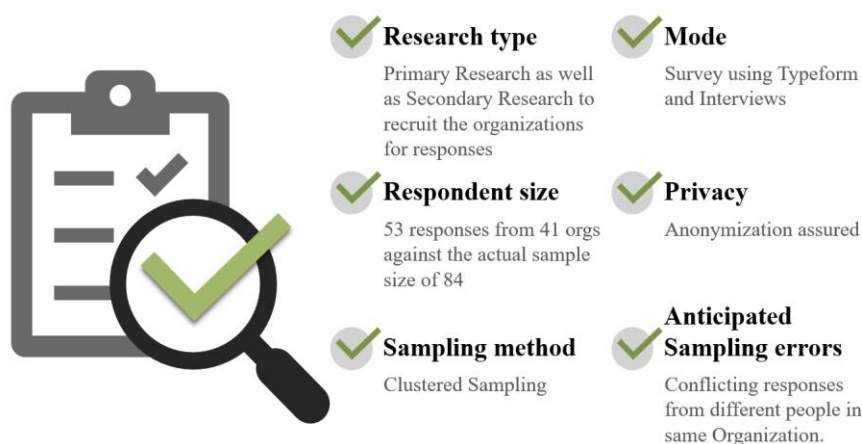 Research type
Primary Research as well
as Secondary Research to
recruit the organizations
for responses
Mode
Survey using Typeform
and Interviews
Respondent size
53 responses from 41 orgs
against the actual sample
size of 84
Privacy
Anonymization assured
Sampling method
Clustered Sampling
Anticipated
Sampling errors
Conflicting responses
from different people in
same Organization.